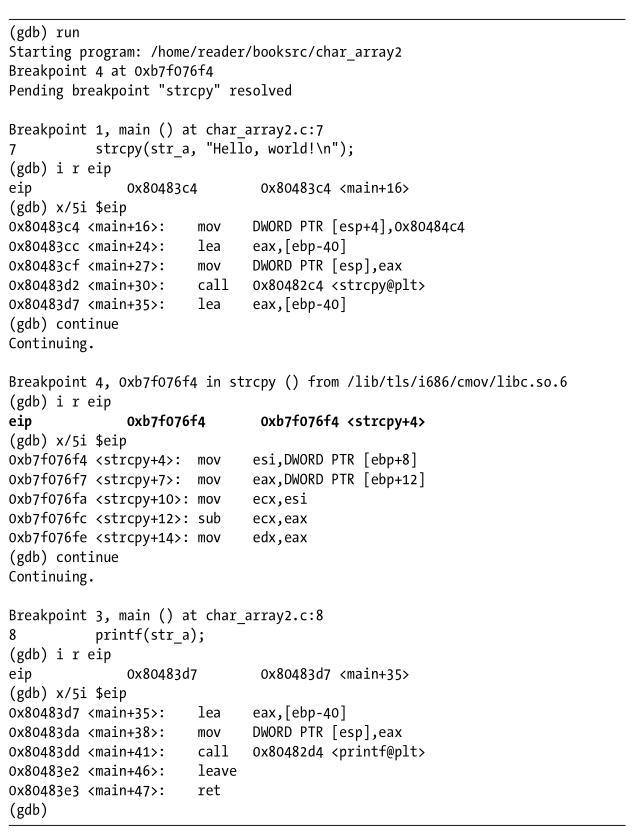 (gdb) run
Starting program: /home/reader/booksrc/char_array2
Breakpoint 4 at 0xb7f076f4
Pending breakpoint "strcpy" resolved

Breakpoint 1, main () at char_array2.c:7
7          strcpy(str_a, "Hello, world!\n");
(gdb) i r eip
eip            0x80483c4        0x80483c4 <main+16>
(gdb) x/5i $eip
0x80483c4 <main+16>:    mov    DWORD PTR [esp+4],0x80484c4
0x80483cc <main+24>:    lea    eax,[ebp-40]
0x80483cf <main+27>:    mov    DWORD PTR [esp],eax
0x80483d2 <main+30>:    call   0x80482c4 <strcpy@plt>
0x80483d7 <main+35>:    lea    eax,[ebp-40]
(gdb) continue
Continuing.

Breakpoint 4, 0xb7f076f4 in strcpy () from /lib/tls/i686/cmov/libc.so.6
(gdb) i r eip
eip            0xb7f076f4       0xb7f076f4 <strcpy+4>
(gdb) x/5i $eip
0xb7f076f4 <strcpy+4>:  mov    esi,DWORD PTR [ebp+8]
0xb7f076f7 <strcpy+7>:  mov    eax,DWORD PTR [ebp+12]
0xb7f076fa <strcpy+10>: mov    ecx,esi
0xb7f076fc <strcpy+12>: sub    ecx,eax
0xb7f076fe <strcpy+14>: mov    edx,eax
(gdb) continue
Continuing.

Breakpoint 3, main () at char_array2.c:8
8          printf(str_a);
(gdb) i r eip
eip            0x80483d7        0x80483d7 <main+35>
(gdb) x/5i $eip
0x80483d7 <main+35>:    lea    eax,[ebp-40]
0x80483da <main+38>:    mov    DWORD PTR [esp],eax
0x80483dd <main+41>:    call   0x80482d4 <printf@plt>
0x80483e2 <main+46>:    leave
0x80483e3 <main+47>:    ret
(gdb)